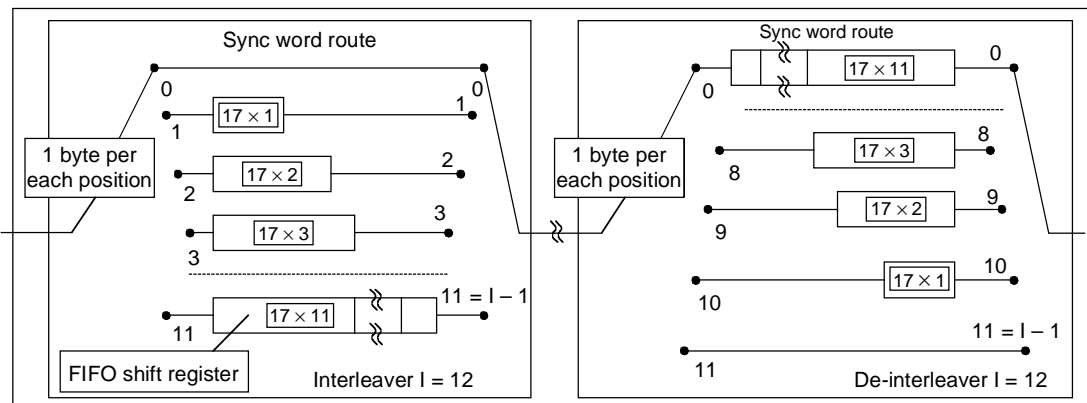 Sync word route
0
0
17 × 1
1
1
1 byte per
each position
17 × 2
2
2
17 × 3
3
3
17 × 11
11
11 = I – 1
FIFO shift register
Interleaver I = 12
Sync word route
17 × 11
0
0
1 byte per
each position
17 × 3
8
8
17 × 2
9
9
17 × 1
10
10
11
11 = I – 1
De-interleaver I = 12